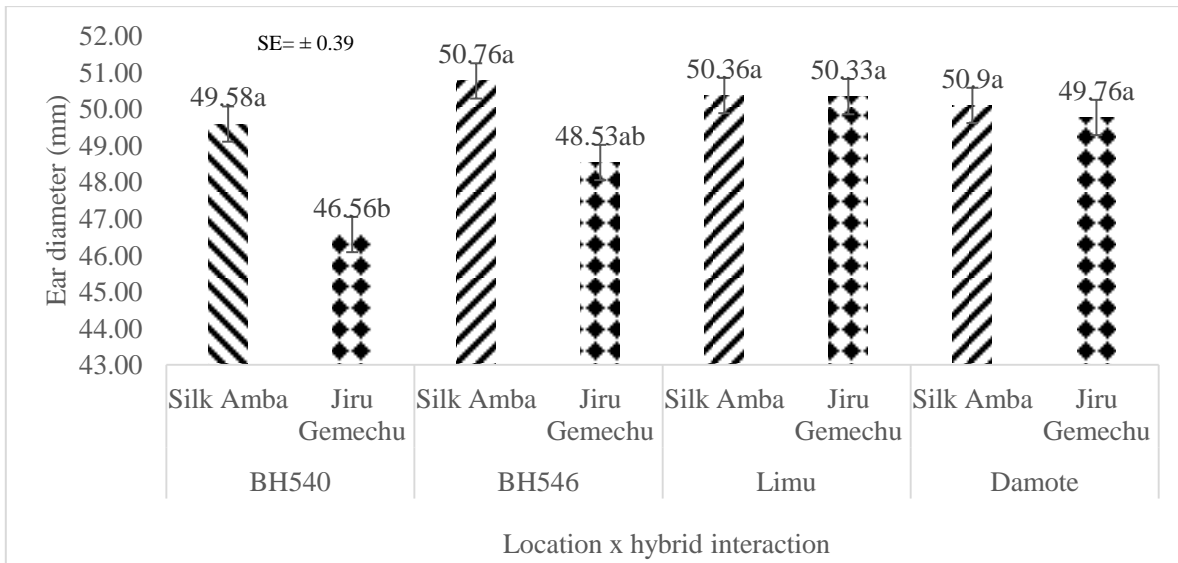 52.00
51.00
50.00
49.00
48.00
47.00
46.00
45.00
44.00
43.00
Ear diameter (mm)
SE= ± 0.39
49.58a
46.56b
50.76a
48.53ab
50.36a
50.33a
50.9a
49.76a
Silk Amba
Jiru
Gemechu
Silk Amba
Jiru
Gemechu
Silk Amba
Jiru
Gemechu
Silk Amba
Jiru
Gemechu
BH540
BH546
Limu
Damote
Location x hybrid interaction